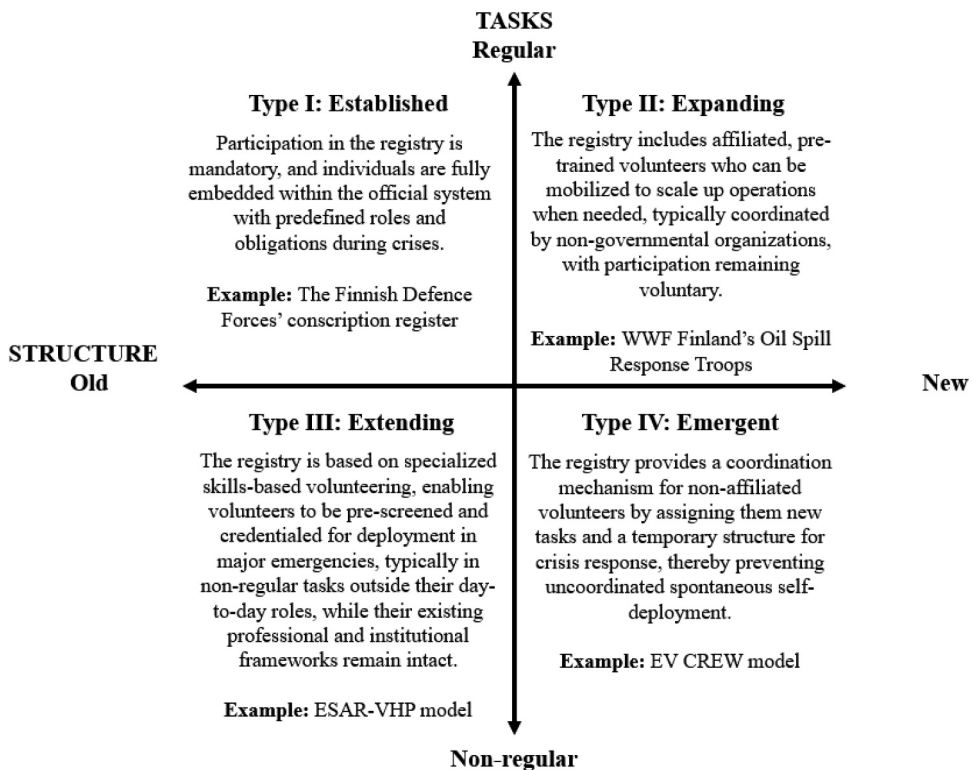 TASKS
Regular
Type I: Established
Participation in the registry is
mandatory, and individuals are fully
embedded within the official system
with predefined roles and
obligations during crises.
Example: The Finnish Defence
Forces’ conscription register
Type II: Expanding
The registry includes affiliated, pre-
trained volunteers who can be
mobilized to scale up operations
when needed, typically coordinated
by non-governmental organizations,
with participation remaining
voluntary.
Example: WWF Finland’s Oil Spill
Response Troops
STRUCTURE
Old
New
Type III: Extending
The registry is based on specialized
skills-based volunteering, enabling
volunteers to be pre-screened and
credentialed for deployment in
major emergencies, typically in
non-regular tasks outside their day-
to-day roles, while their existing
professional and institutional
frameworks remain intact.
Example: ESAR-VHP model
Type IV: Emergent
The registry provides a coordination
mechanism for non-affiliated
volunteers by assigning them new
tasks and a temporary structure for
crisis response, thereby preventing
uncoordinated spontaneous self-
deployment.
Example: EV CREW model
Non-regular